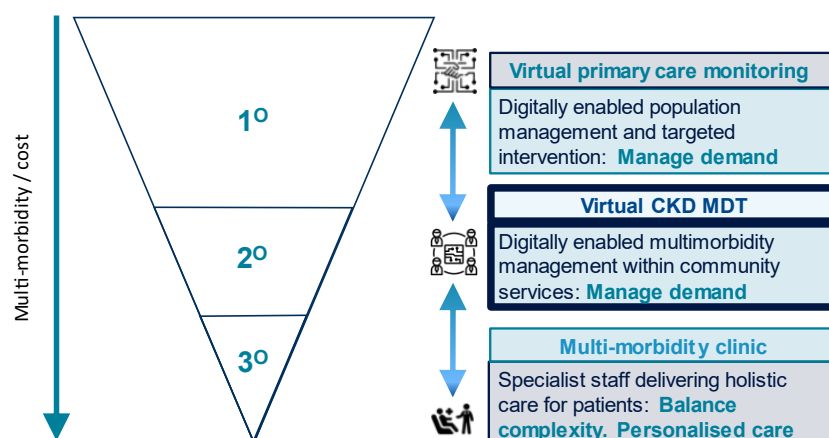 Multi-morbidity / cost
1º
2º
3º
Virtual primary care monitoring
Digitally enabled population
management and targeted
intervention: Manage demand
Virtual CKD MDT
Digitally enabled multimorbidity
management within community
services: Manage demand
Multi-morbidity clinic
Specialist staff delivering holistic
care for patients: Balance
complexity. Personalised care